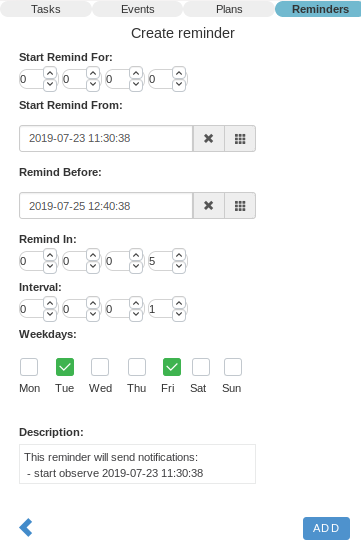 Tasks Events Plans Reminders
Create reminder
Start Remind For:
0 0 0 0
Start Remind From:
2019-07-23 11:30:38
Remind Before:
2019-07-25 12:40:38
Remind In:
0 0 0 5
Interval:
0 0 0 1
Weekdays:
Mon Tue Wed Thu Fri Sat Sun
Description:
This reminder will send notifications:
- start observe 2019-07-23 11:30:38
ADD